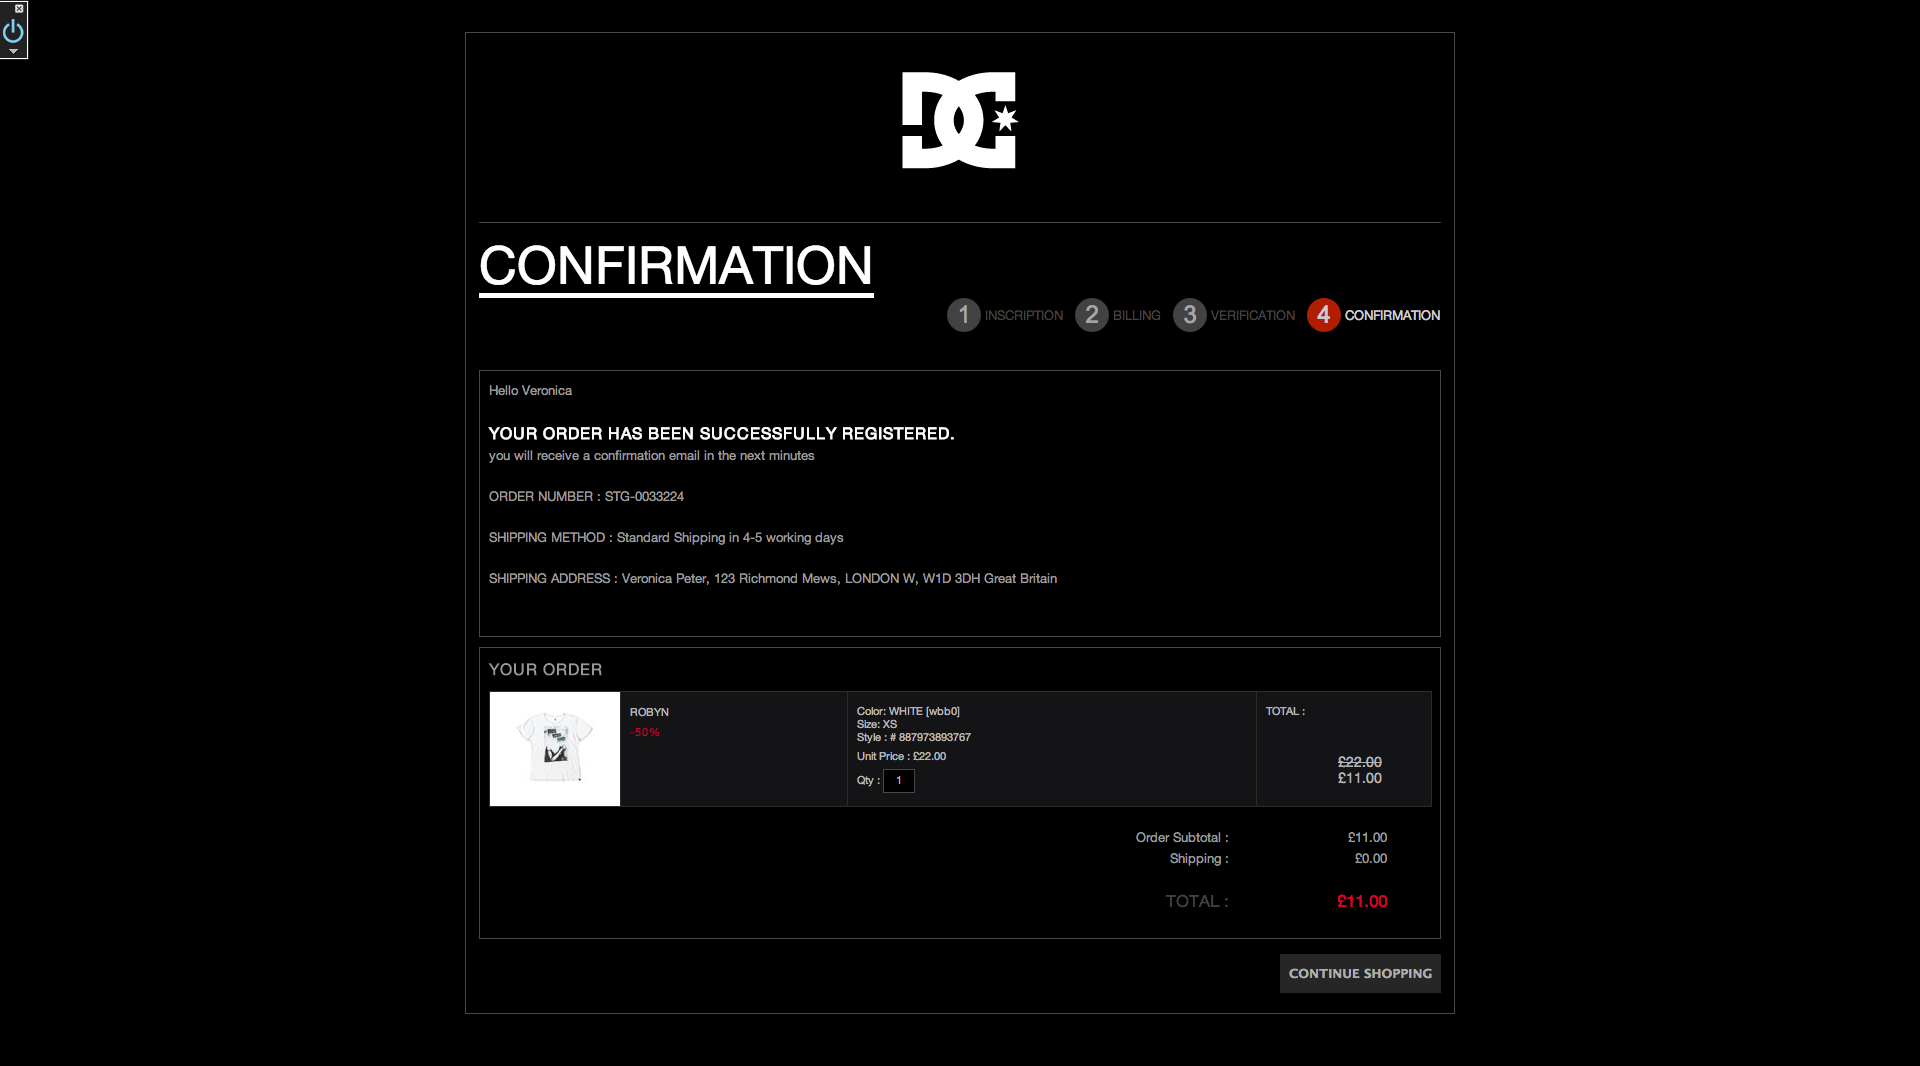 CONFIRMATION
1 INSCRIPTION 2 BILLING 3 VERIFICATION 4 CONFIRMATION
Hello Veronica
YOUR ORDER HAS BEEN SUCCESSFULLY REGISTERED.
you will receive a confirmation email in the next minutes
ORDER NUMBER : STG-0033224
SHIPPING METHOD : Standard Shipping in 4-5 working days
SHIPPING ADDRESS : Veronica Peter, 123 Richmond Mews, LONDON W, W1D 3DH Great Britain
YOUR ORDER
ROBYN
-50%
Color: WHITE [wbb0]
Size: XS
Style : # 887973893767
Unit Price : £22.00
Qty : 1
TOTAL :
£22.00
£11.00
Order Subtotal : £11.00
Shipping : £0.00
TOTAL : £11.00
CONTINUE SHOPPING